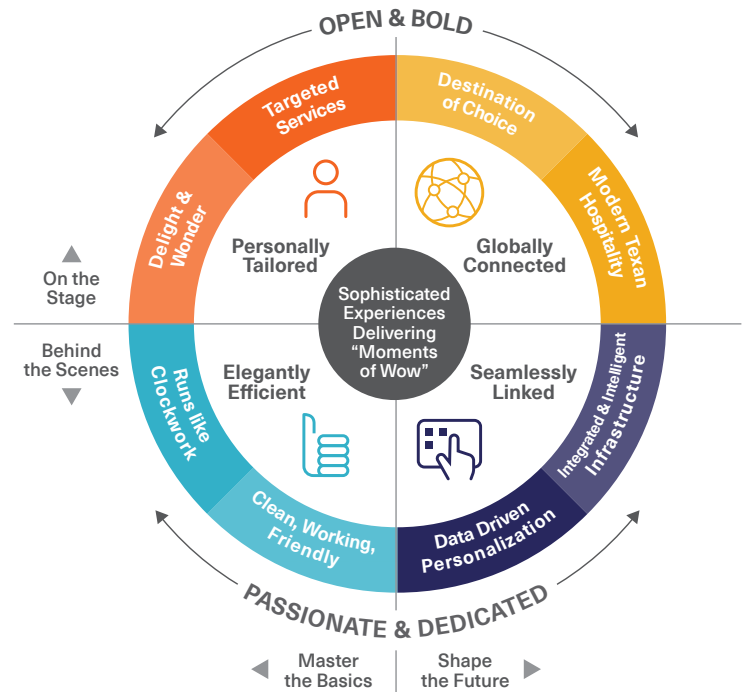 OPEN & BOLD
Targeted
Services
Destination
of Choice
Delight &
Wonder
Modern Texan
Hospitality
Personally
Tailored
Globally
Connected
On the
Stage
Sophisticated
Experiences
Delivering
“Moments
of Wow”
Behind
the Scenes
Elegantly
Efficient
Seamlessly
Linked
Runs like
Clockwork
Integrated & Intelligent
Infrastructure
Clean, Working,
Friendly
Data Driven
Personalization
PASSIONATE & DEDICATED
Master
the Basics
Shape
the Future